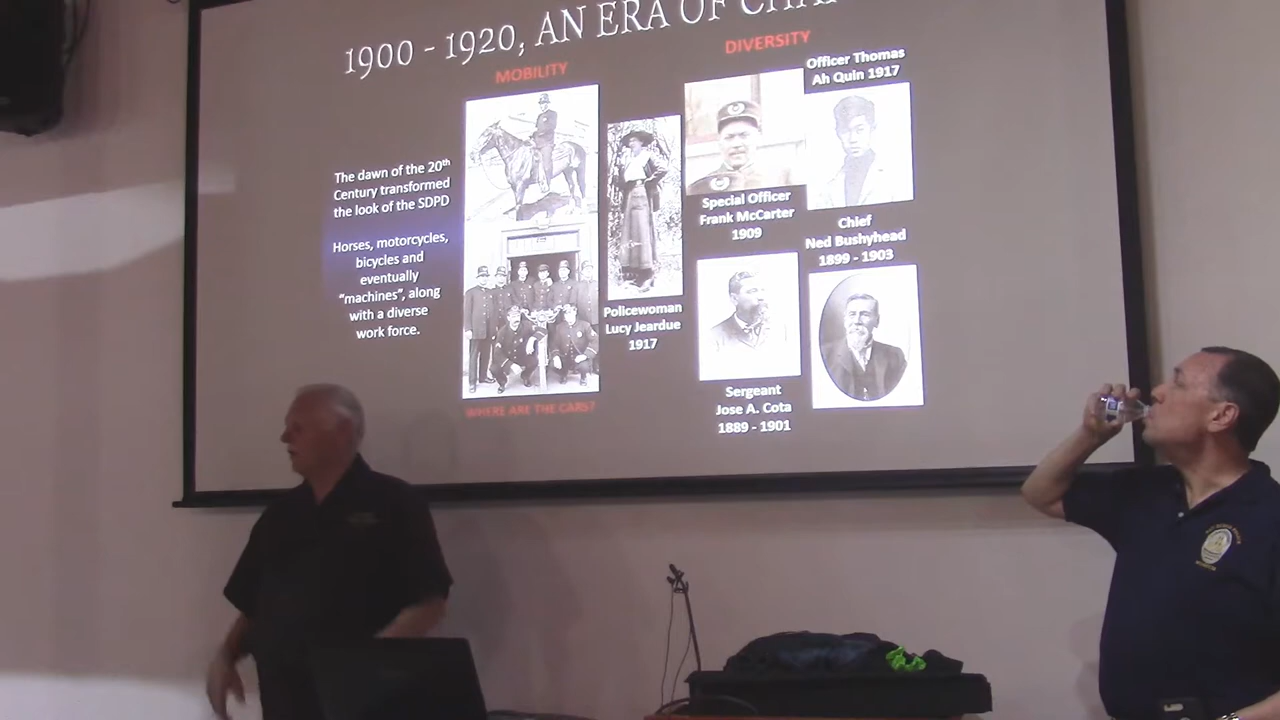 1900 - 1920, AN ERA OF
MOBILITY
DIVERSITY
The dawn of the 20th
Century transformed
the look of the SDPD
Horses, motorcycles,
bicycles and
eventually
"machines", along
with a diverse
work force.
WHERE ARE THE CARS?
Policewoman
Lucy Jeardue
1917
Special Officer
Frank McCarter
1909
Officer Thomas
Ah Quin 1917
Sergeant
Jose A. Cota
1889 - 1901
Chief
Ned Bushyhead
1899 - 1903